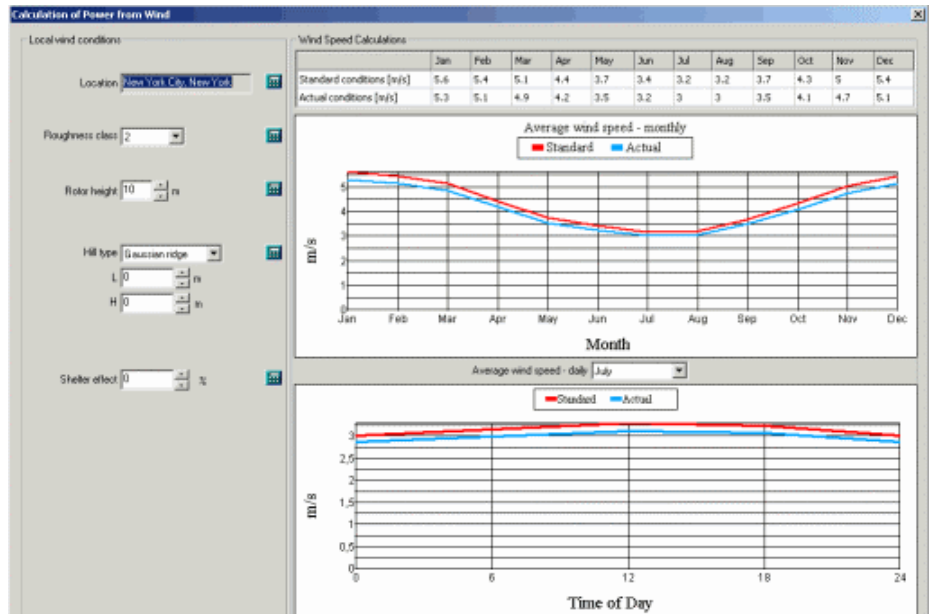 Calculation of Power from Wind
Local wind conditions
Location New York City, New York
Roughness class 2
Rotor height 10 m
Hill type Gaussian ridge
L 0 m
H 0 m
Shelter effect 0 %
Wind Speed Calculations
Jan Feb Mar Apr May Jun Jul Aug Sep Oct Nov Dec
Standard conditions [m/s] 5.6 5.4 5.1 4.4 3.7 3.4 3.2 3.2 3.7 4.3 5 5.4
Actual conditions [m/s] 5.3 5.1 4.9 4.2 3.5 3.2 3 3 3.5 4.1 4.7 5.1
Average wind speed - monthly
Standard Actual
m/s
5
4
3
2
1
0
Jan Feb Mar Apr May Jun Jul Aug Sep Oct Nov Dec
Month
Average wind speed - daily July
Standard Actual
m/s
3
2,5
2
1,5
1
0,5
0
0 6 12 18 24
Time of Day